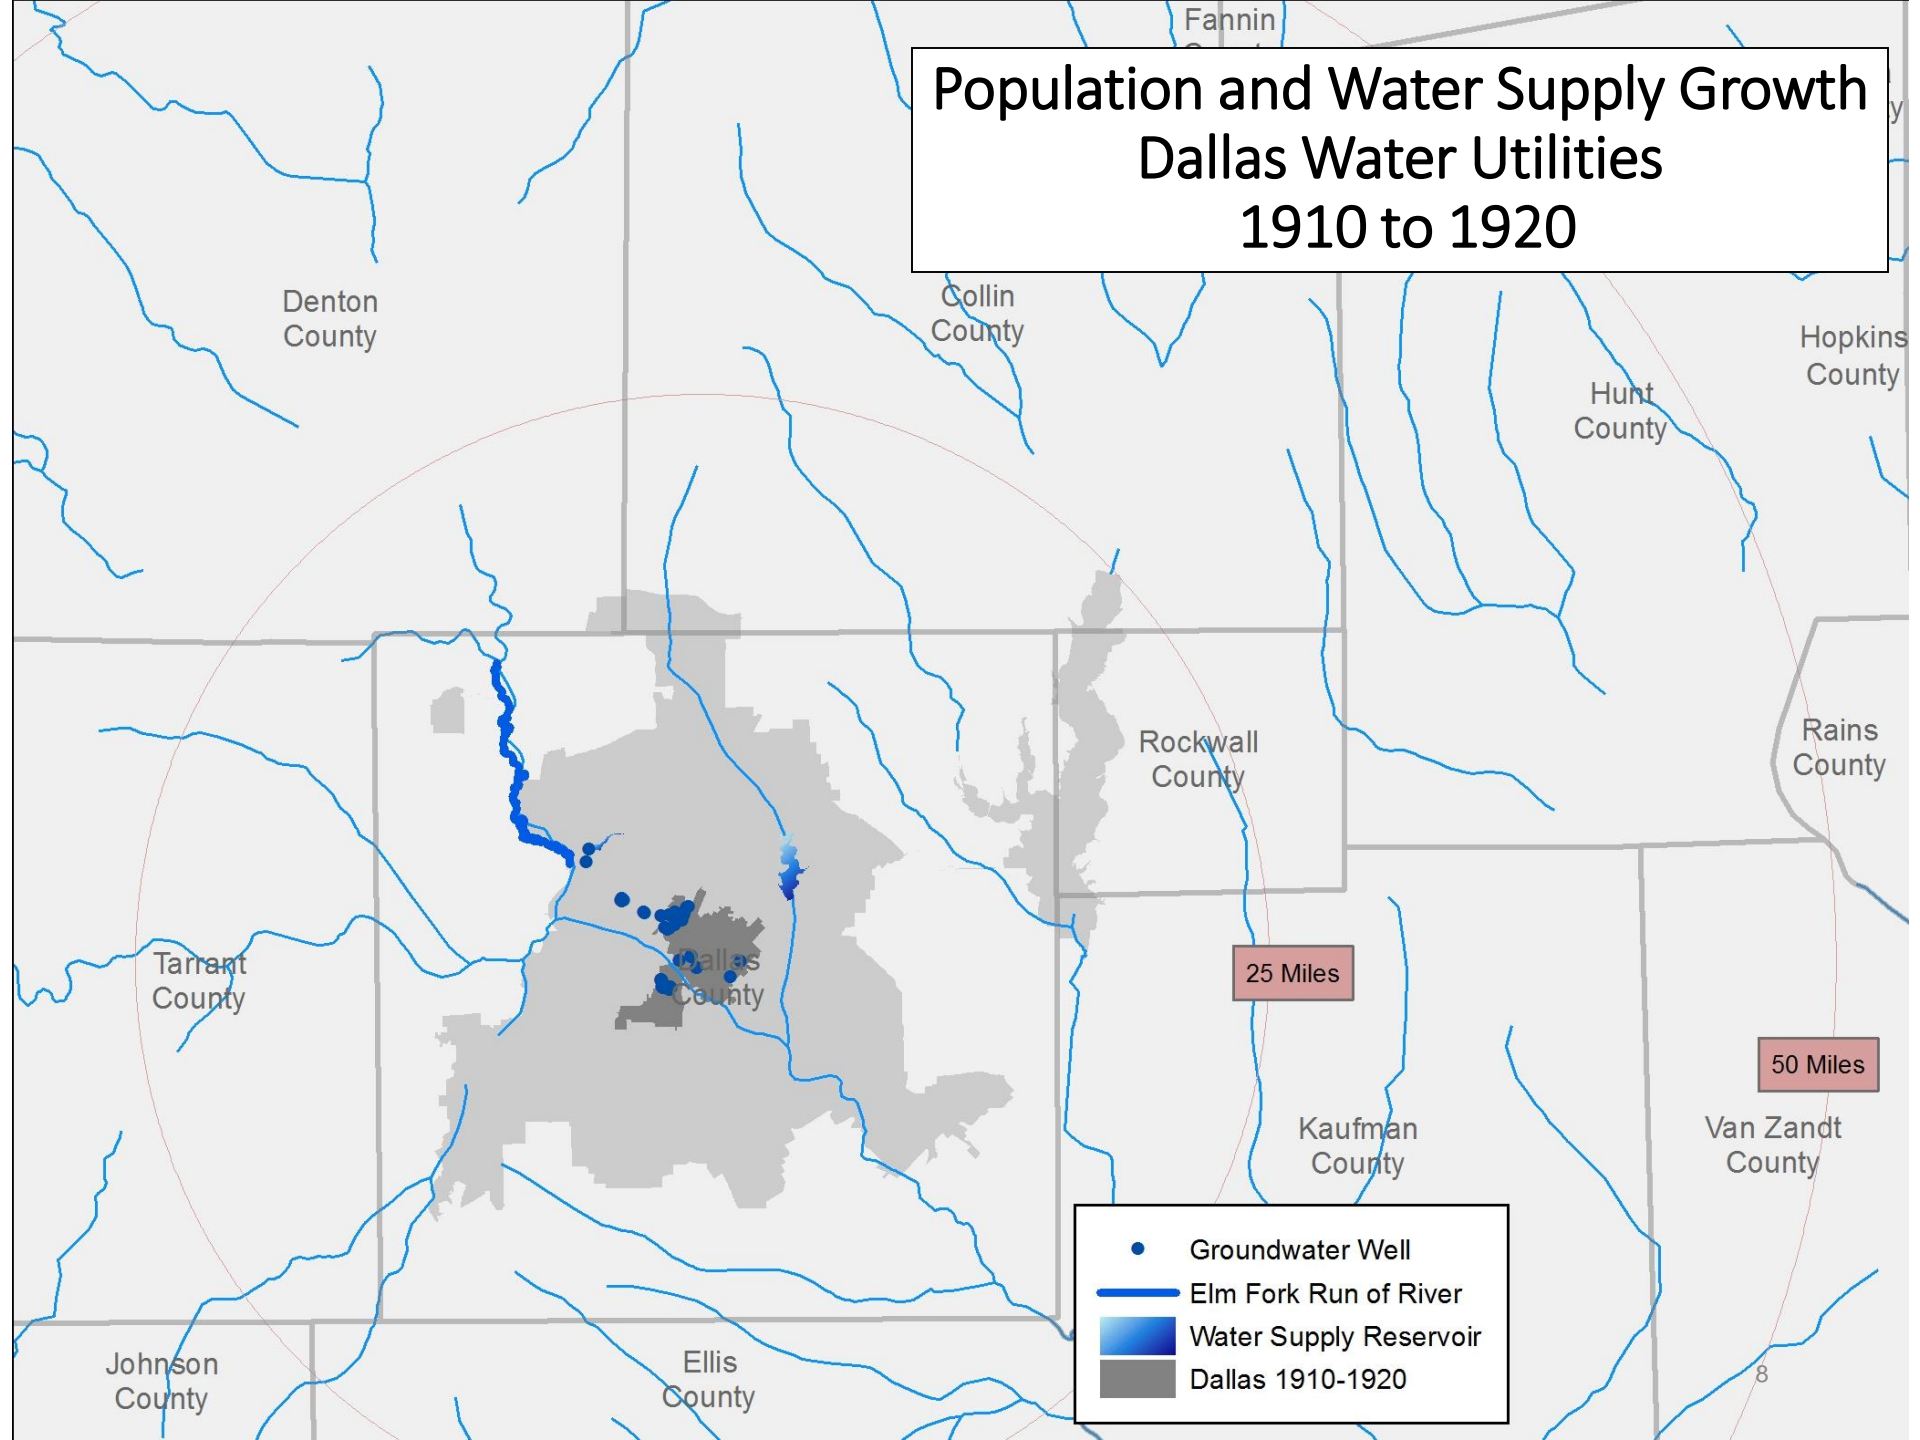 Fannin
Population and Water Supply Growth
Dallas Water Utilities
1910 to 1920
Denton
County
Collin
County
Hopkins
County
Hunt
County
Rockwall
County
Rains
County
Tarrant
County
Dallas
County
25 Miles
50 Miles
Kaufman
County
Van Zandt
County
Groundwater Well
Elm Fork Run of River
Water Supply Reservoir
Dallas 1910-1920
Johnson
County
Ellis
County
8